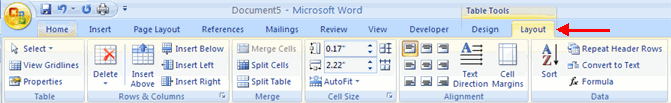 Document5 - Microsoft Word
Table Tools
Home Insert Page Layout References Mailings Review View Developer Design Layout
Select
View Gridlines
Properties
Table
Delete
Insert Above
Insert Below
Insert Left
Insert Right
Rows & Columns
Merge Cells
Split Cells
Split Table
Merge
0.17"
2.22"
AutoFit
Cell Size
Text
Direction
Cell
Margins
Alignment
Sort
Repeat Header Rows
Convert to Text
Formula
Data